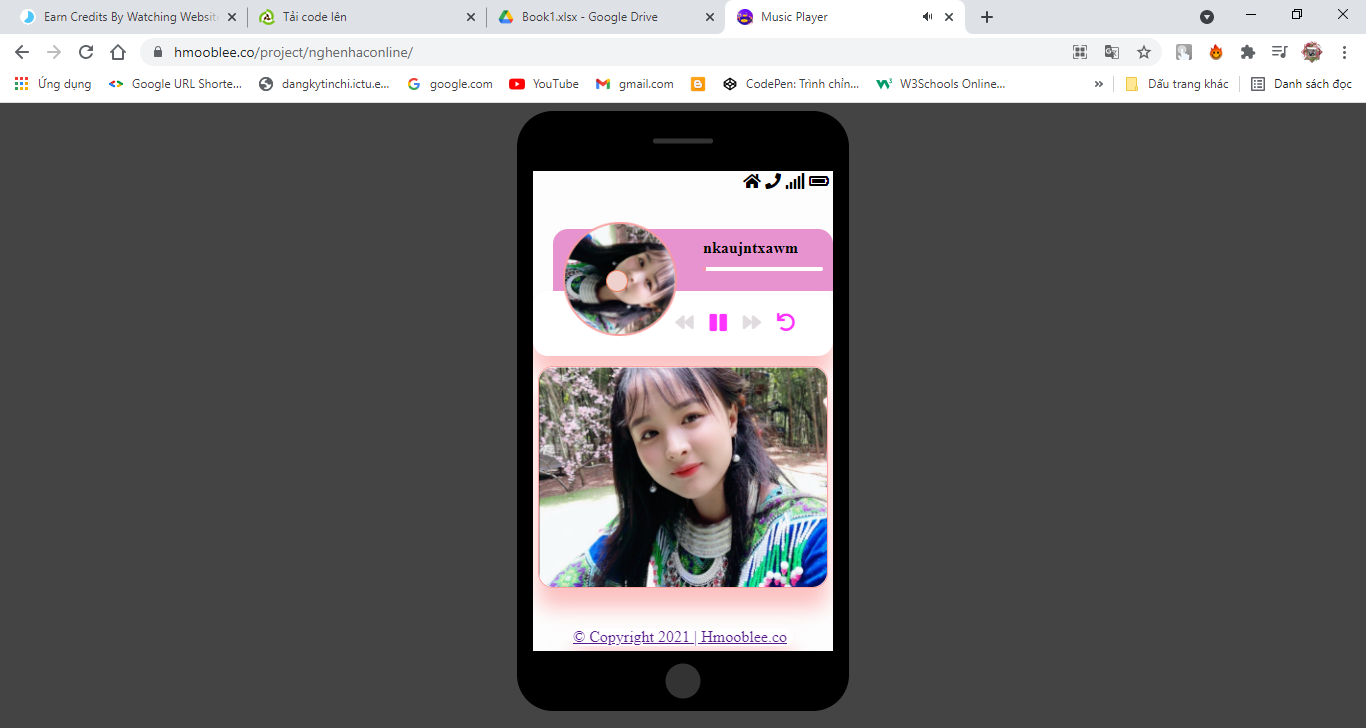 Earn Credits By Watching Website
Tải code lên
Book1.xlsx - Google Drive
Music Player
hmooblee.co/project/nghenhaconline/
Ứng dụng
Google URL Shorte...
dangkytinchi.ictu.e...
google.com
YouTube
gmail.com
CodePen: Trình chỉn...
W3Schools Online...
»
Dấu trang khác
Danh sách đọc
nkaujntxawm
© Copyright 2021 | Hmooblee.co